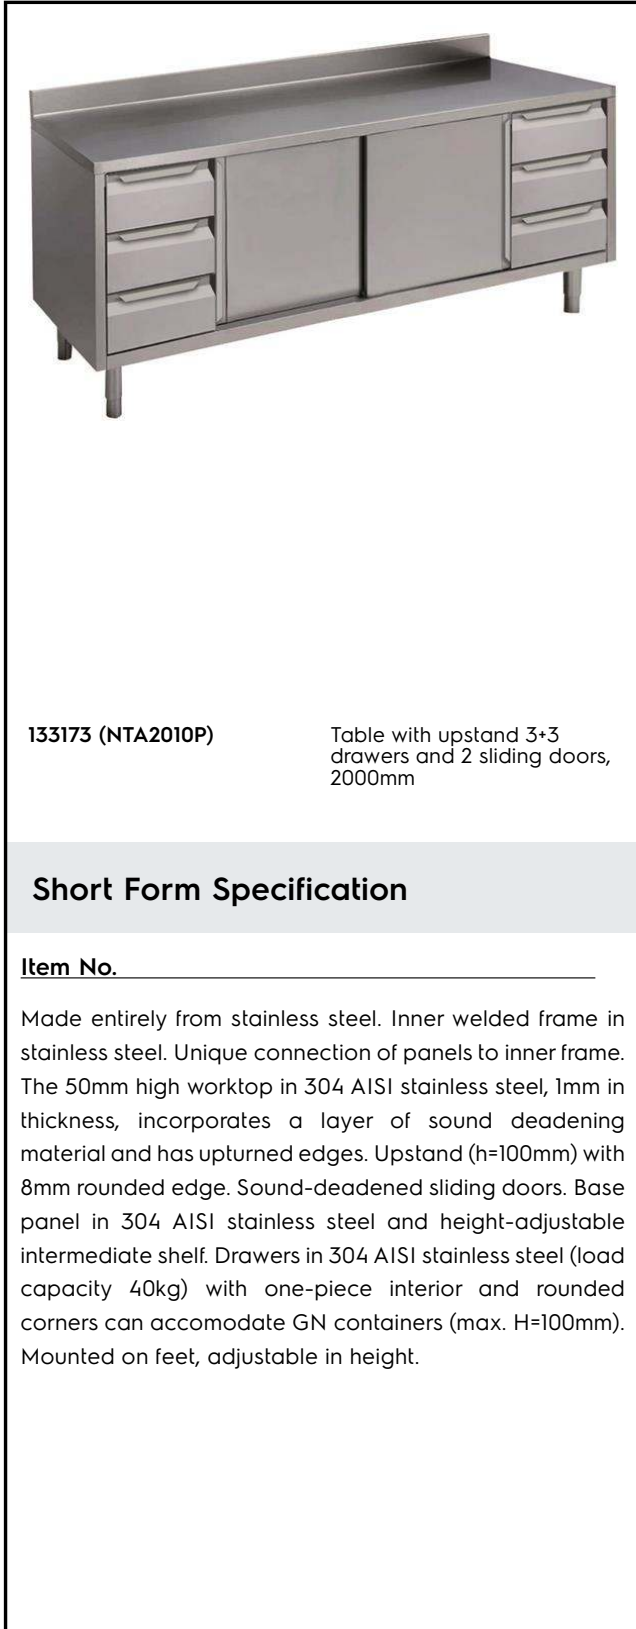 133173 (NTA2010P)
Table with upstand 3+3
drawers and 2 sliding doors,
2000mm
Short Form Specification
Item No.
Made entirely from stainless steel. Inner welded frame in
stainless steel. Unique connection of panels to inner frame.
The 50mm high worktop in 304 AISI stainless steel, 1mm in
thickness, incorporates a layer of sound deadening
material and has upturned edges. Upstand (h=100mm) with
8mm rounded edge. Sound-deadened sliding doors. Base
panel in 304 AISI stainless steel and height-adjustable
intermediate shelf. Drawers in 304 AISI stainless steel (load
capacity 40kg) with one-piece interior and rounded
corners can accomodate GN containers (max. H=100mm).
Mounted on feet, adjustable in height.